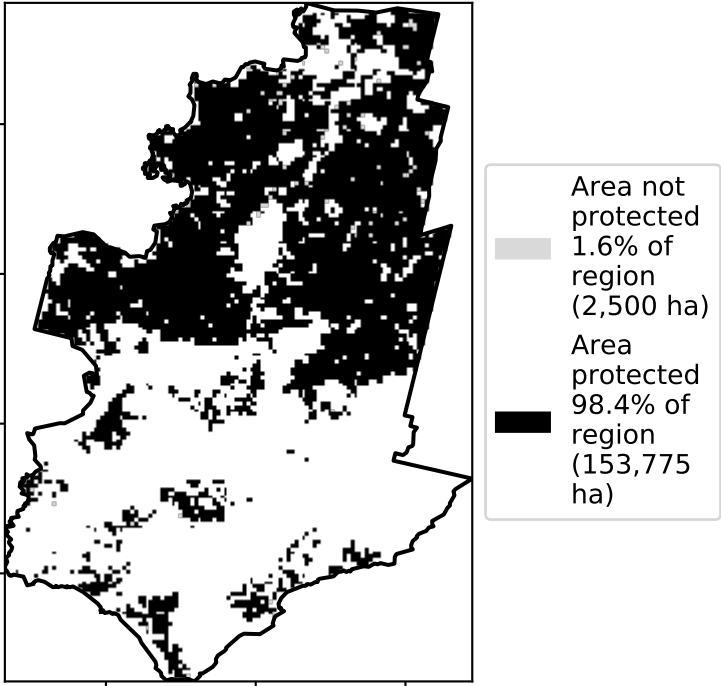 Area not
protected
1.6% of
region
(2,500 ha)
Area
protected
98.4% of
region
(153,775
ha)